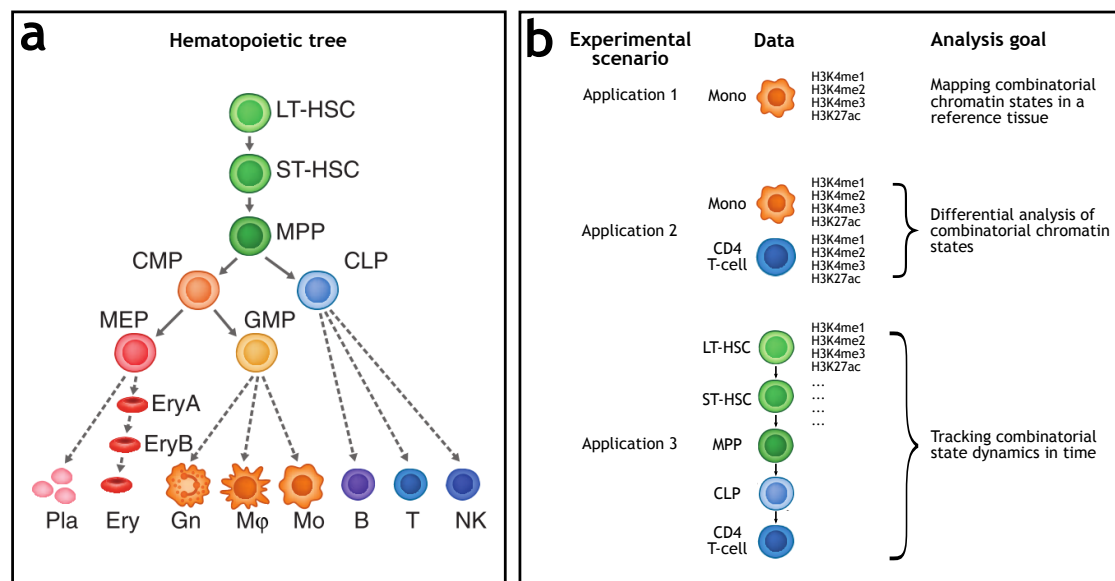 a
Hematopoietic tree
LT-HSC
ST-HSC
MPP
CMP
CLP
MEP
GMP
EryA
EryB
Pla
Ery
Gn
Mφ
Mo
B
T
NK
b
Experimental
scenario
Data
Analysis goal
Application 1
Mono
H3K4me1
H3K4me2
H3K4me3
H3K27ac
Mapping combinatorial
chromatin states in a
reference tissue
Application 2
Mono
H3K4me1
H3K4me2
H3K4me3
H3K27ac
CD4
T-cell
H3K4me1
H3K4me2
H3K4me3
H3K27ac
Differential analysis of
combinatorial chromatin
states
Application 3
LT-HSC
H3K4me1
H3K4me2
H3K4me3
H3K27ac
ST-HSC
...
...
...
...
MPP
CLP
CD4
T-cell
Tracking combinatorial
state dynamics in time